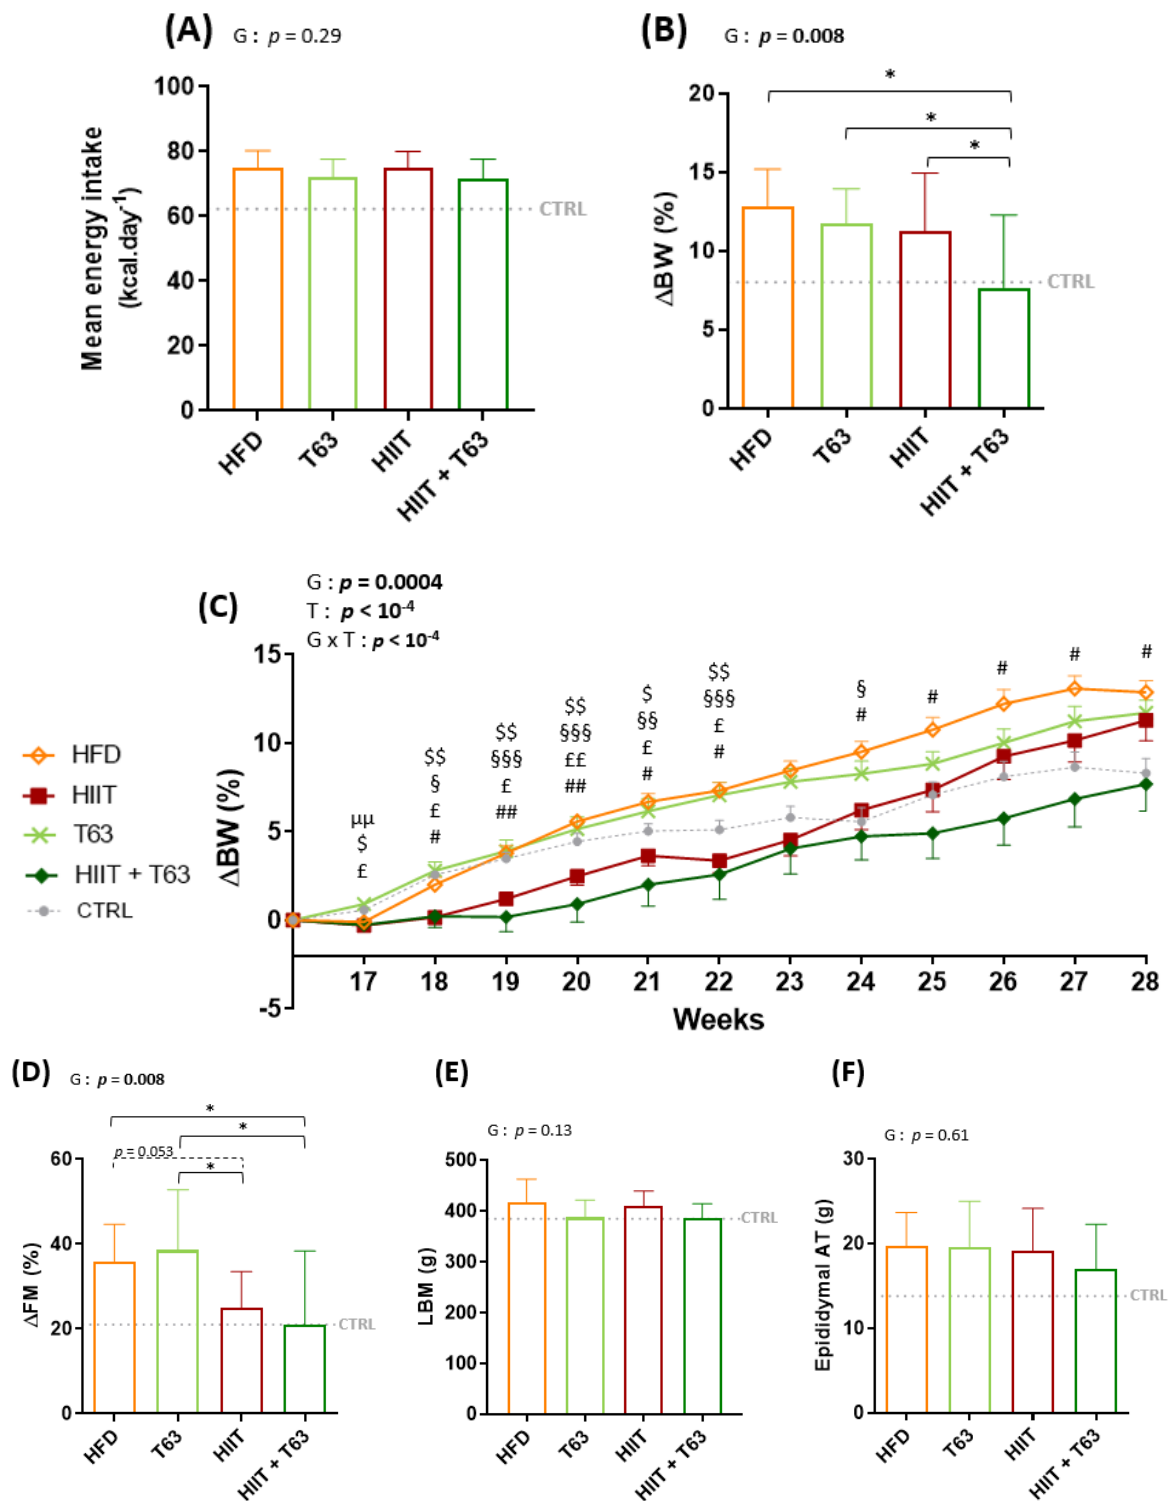 (A) G : p = 0.29
Mean energy intake
(kcal.day-1)
100
80
60
40
20
0
CTRL
HFD
T63
HIIT
HIIT + T63
(B) G : p = 0.008
ΔBW (%)
20
15
10
5
0
*
*
*
CTRL
HFD
T63
HIIT
HIIT + T63
(C)
G : p = 0.0004
T : p < 10-4
G x T : p < 10-4
HFD
HIIT
T63
HIIT + T63
CTRL
ΔBW (%)
15
10
5
0
-5
µµ
$
£
$$
§
£
#
$$
§§§
£
##
$$
§§§
££
##
$
§§
£
#
$$
§§§
£
#
§
#
#
#
#
#
17 18 19 20 21 22 23 24 25 26 27 28
Weeks
(D) G : p = 0.008
*
*
p = 0.053
*
ΔFM (%)
60
40
20
0
CTRL
HFD
T63
HIIT
HIIT + T63
(E)
G : p = 0.13
LBM (g)
500
400
300
200
100
0
CTRL
HFD
T63
HIIT
HIIT + T63
(F)
G : p = 0.61
Epididymal AT (g)
30
20
10
0
CTRL
HFD
T63
HIIT
HIIT + T63